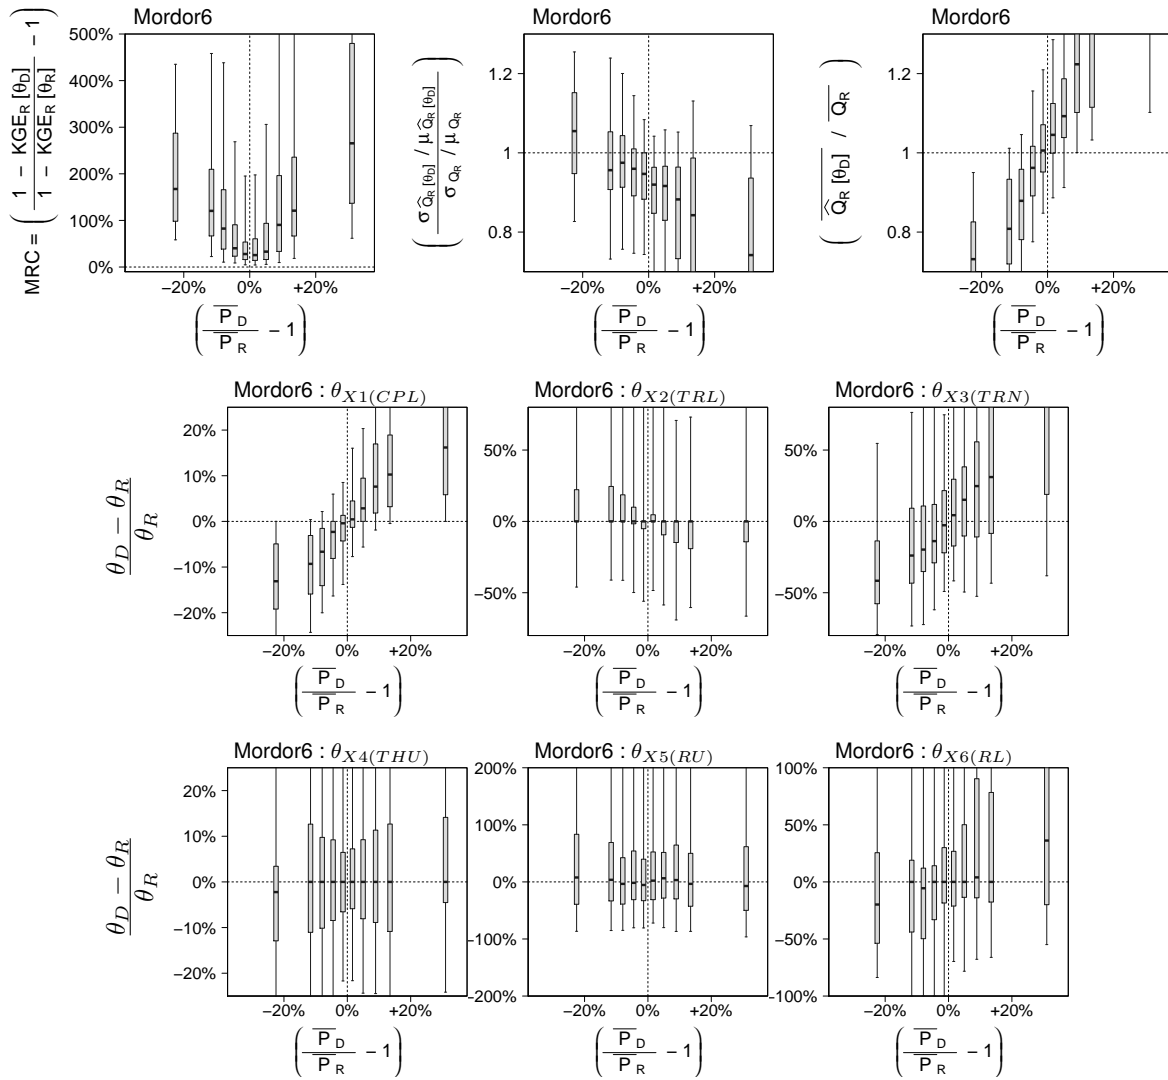 Mordor6
Mordor6
Mordor6
MRC = ( 1 − KGE_R [θ_D] / 1 − KGE_R [θ_R] − 1 )
500%
400%
300%
200%
100%
0%
−20% 0% +20%
( P̅_D / P̅_R − 1 )
( σ_Q̂_R [θ_D] / μ_Q̂_R [θ_D] / σ_Q_R / μ_Q_R )
1.2
1
0.8
−20% 0% +20%
( P̅_D / P̅_R − 1 )
( Q̂_R [θ_D] / Q_R )
1.2
1
0.8
−20% 0% +20%
( P̅_D / P̅_R − 1 )
Mordor6 : θ_X1(CPL)
Mordor6 : θ_X2(TRL)
Mordor6 : θ_X3(TRN)
θ_D − θ_R / θ_R
20%
10%
0%
−10%
−20%
−20% 0% +20%
( P̅_D / P̅_R − 1 )
50%
0%
−50%
−20% 0% +20%
( P̅_D / P̅_R − 1 )
50%
0%
−50%
−20% 0% +20%
( P̅_D / P̅_R − 1 )
Mordor6 : θ_X4(THU)
Mordor6 : θ_X5(RU)
Mordor6 : θ_X6(RL)
θ_D − θ_R / θ_R
20%
10%
0%
−10%
−20%
−20% 0% +20%
( P̅_D / P̅_R − 1 )
200%
100%
0%
−100%
−200%
−20% 0% +20%
( P̅_D / P̅_R − 1 )
100%
50%
0%
−50%
−100%
−20% 0% +20%
( P̅_D / P̅_R − 1 )